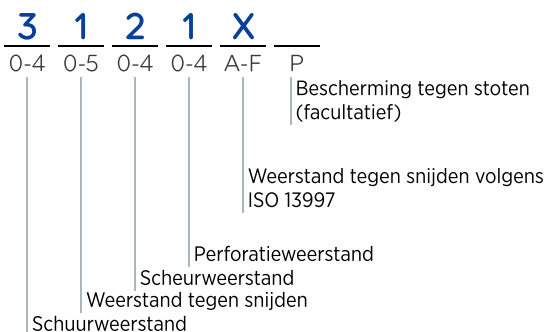 3 1 2 1 X
0-4 0-5 0-4 0-4 A-F P
Bescherming tegen stoten
(facultatief)
Weerstand tegen snijden volgens
ISO 13997
Perforatieweerstand
Scheurweerstand
Weerstand tegen snijden
Schuurweerstand